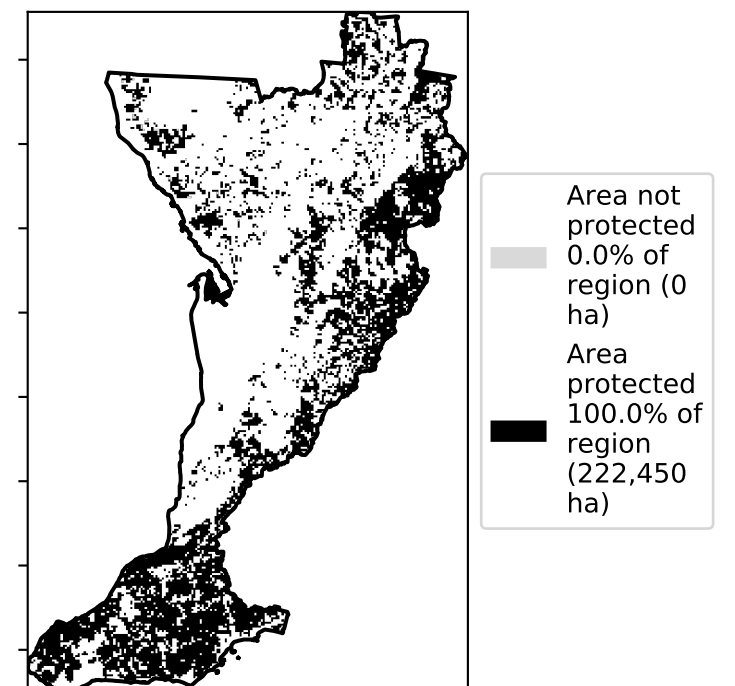 Area not
protected
0.0% of
region (0
ha)
Area
protected
100.0% of
region
(222,450
ha)